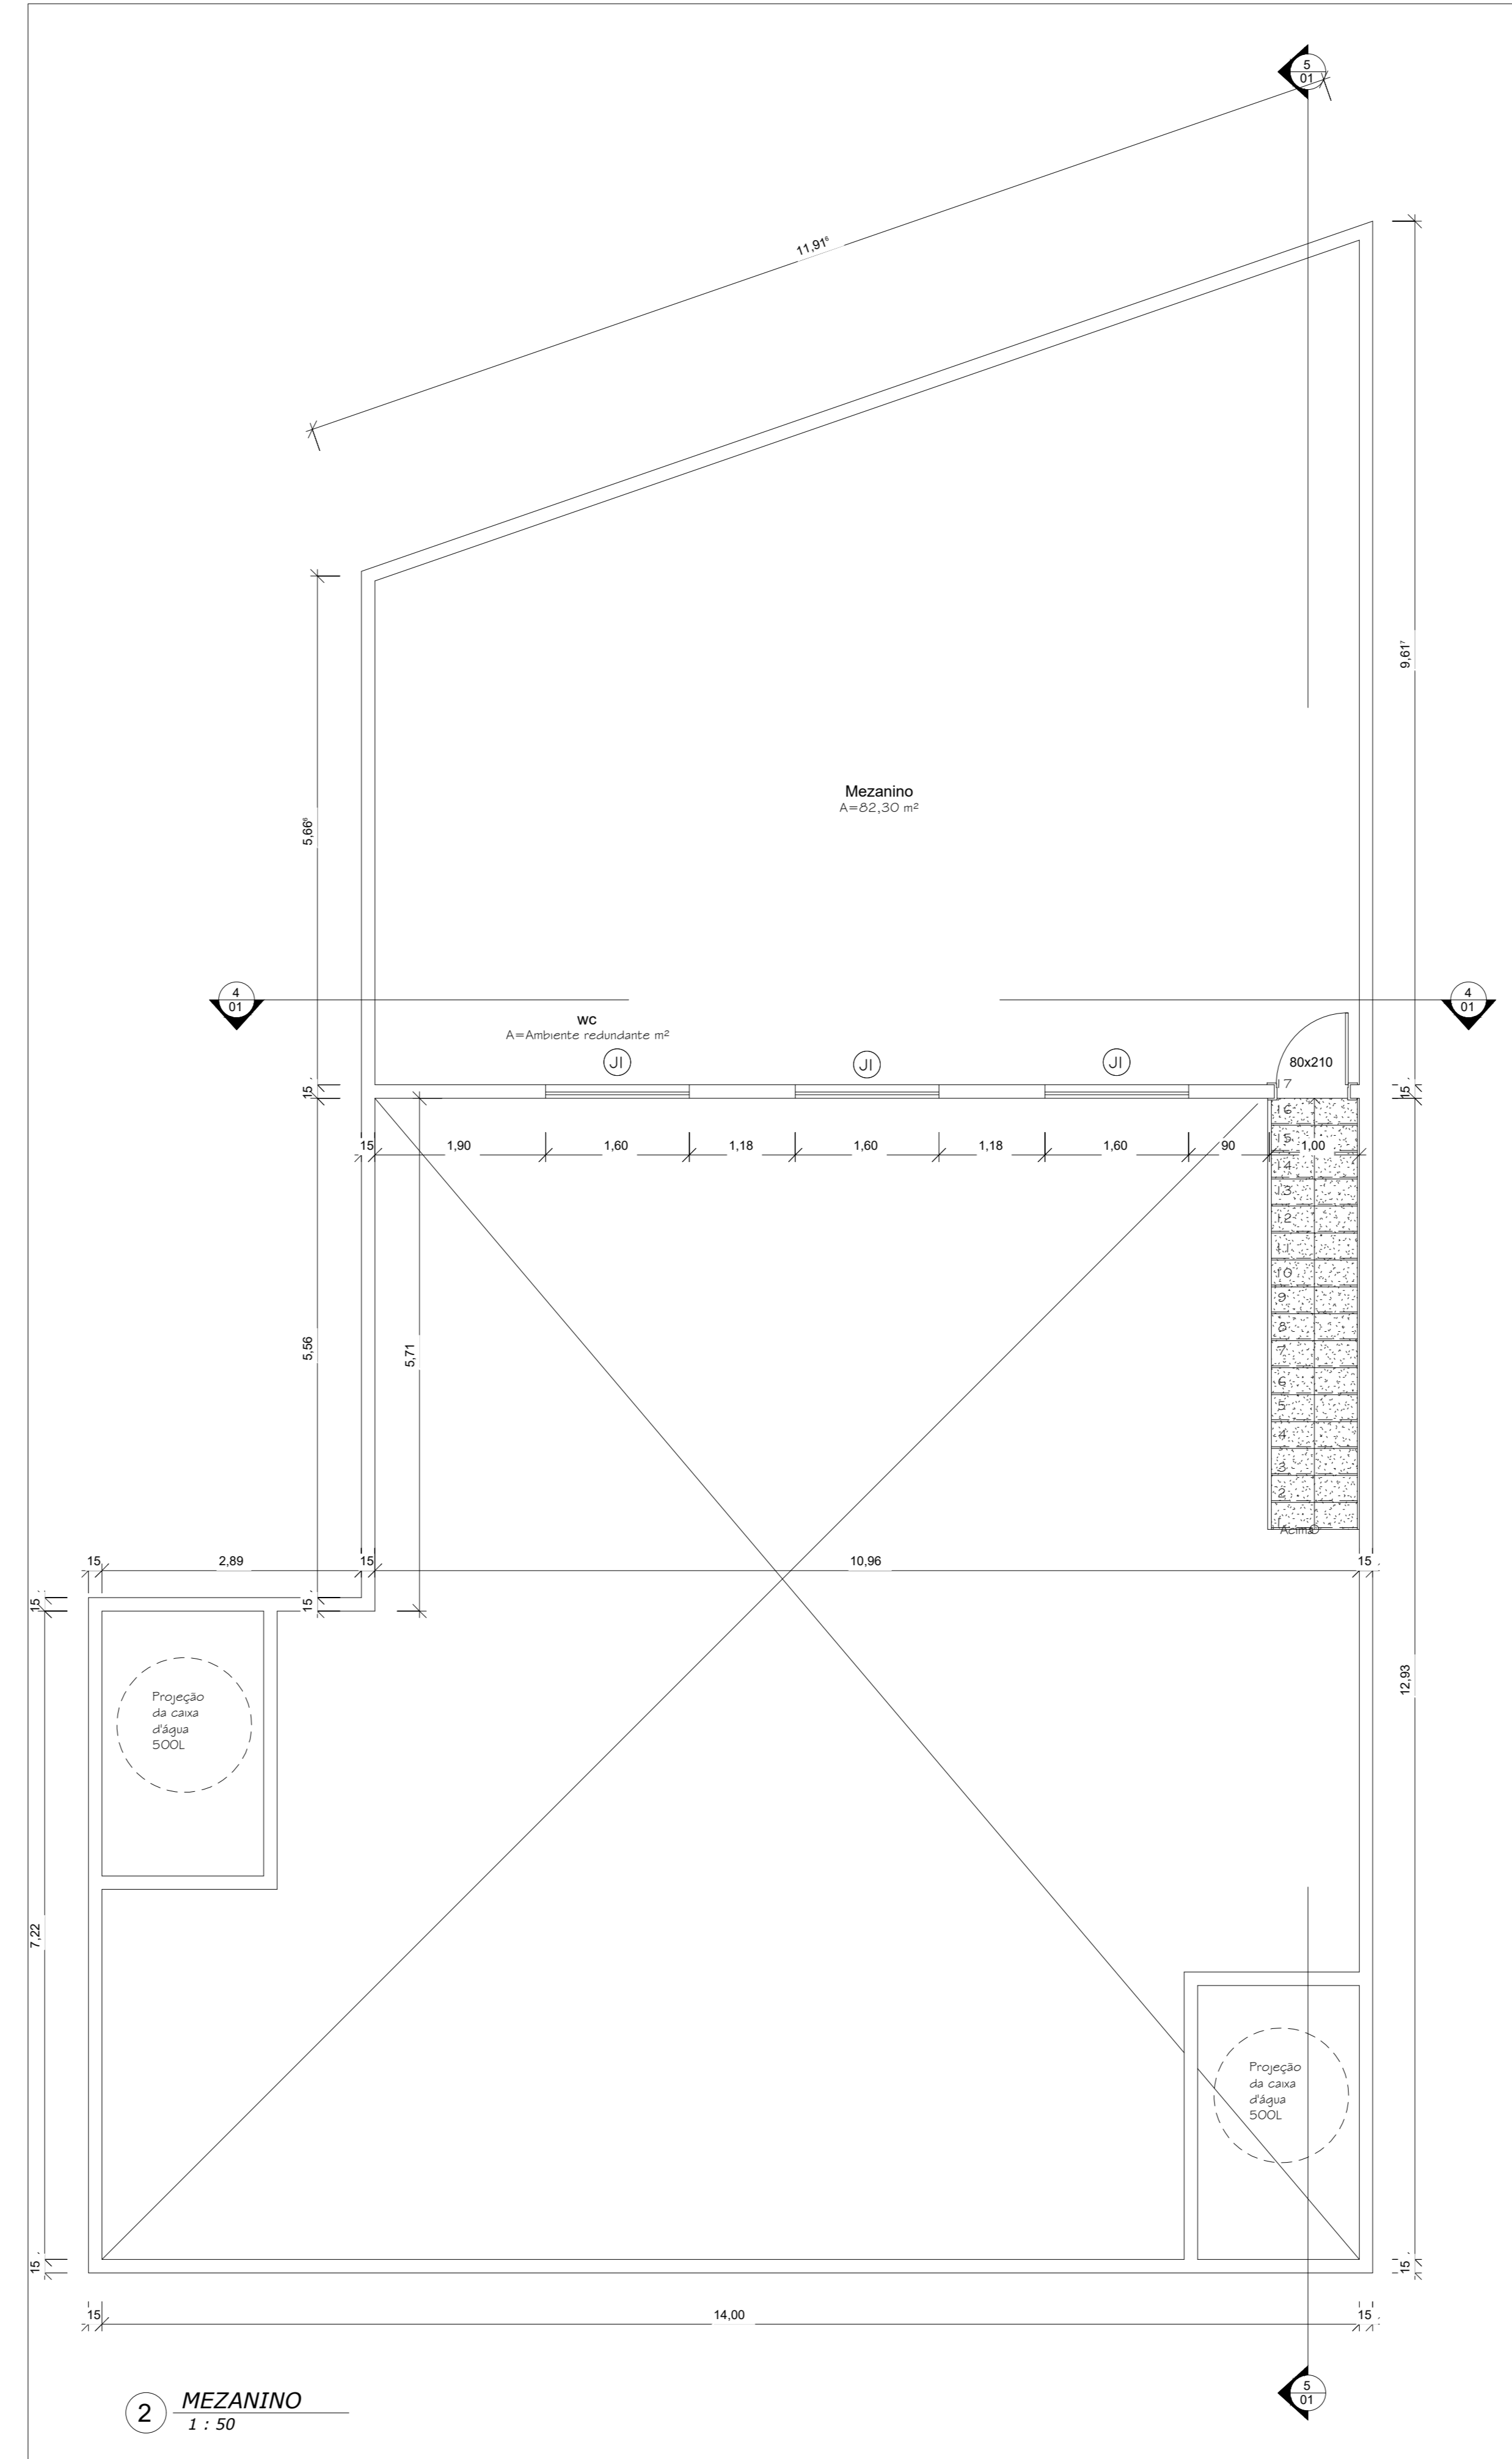 5
01
11,91⁶
9,61⁷
Mezanino
A=82,30 m²
5,66⁶
4
01
4
01
WC
A=Ambiente redundante m²
J1
J1
J1
80x210
15
15
17
16
15
14
13
12
11
10
9
8
7
6
5
4
3
2
1
Acima
15
1,90
1,60
1,18
1,60
1,18
1,60
90
1,00
5,56
5,71
15
2,89
15
10,96
15
15
15
Projeção
da caixa
d'água
500L
12,93
7,22
Projeção
da caixa
d'água
500L
15
15
15
14,00
15
5
01
2
MEZANINO
1 : 50